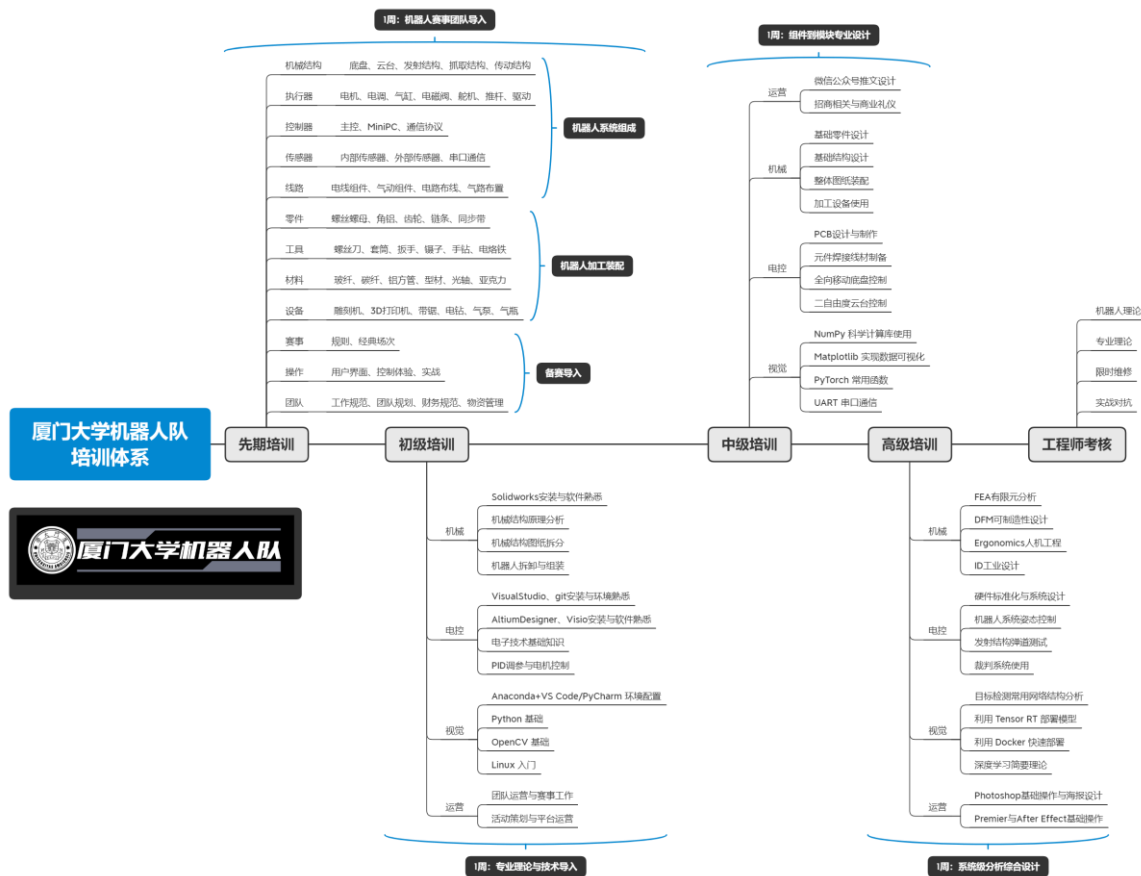 1周：机器人赛事团队导入
机械结构 底盘、云台、发射结构、抓取结构、传动结构
执行器 电机、电调、气缸、电磁阀、舵机、推杆、驱动
控制器 主控、MiniPC、通信协议
传感器 内部传感器、外部传感器、串口通信
线路 电线组件、气动组件、电路布线、气路布置
机器人系统组成
零件 螺丝螺母、角铝、齿轮、链条、同步带
工具 螺丝刀、套筒、扳手、镊子、手钻、电烙铁
材料 玻纤、碳纤、铝方管、型材、光轴、亚克力
设备 雕刻机、3D打印机、带锯、电钻、气泵、气瓶
机器人加工装配
赛事 规则、经典场次
操作 用户界面、控制体验、实战
团队 工作规范、团队规划、财务规范、物资管理
备赛导入
1周：组件到模块专业设计
运营
微信公众号推文设计
招商相关与商业礼仪
机械
基础零件设计
基础结构设计
整体图纸装配
加工设备使用
电控
PCB设计与制作
元件焊接线材制备
全向移动底盘控制
二自由度云台控制
视觉
NumPy 科学计算库使用
Matplotlib 实现数据可视化
PyTorch 常用函数
UART 串口通信
机器人理论
专业理论
限时维修
实战对抗
厦门大学机器人队
培训体系
先期培训
初级培训
中级培训
高级培训
工程师考核
厦门大学机器人队
机械
Solidworks安装与软件熟悉
机械结构原理分析
机械结构图纸拆分
机器人拆卸与组装
电控
VisualStudio、git安装与环境熟悉
AltiumDesigner、Visio安装与软件熟悉
电子技术基础知识
PID调参与电机控制
视觉
Anaconda+VS Code/PyCharm 环境配置
Python 基础
OpenCV 基础
Linux 入门
运营
团队运营与赛事工作
活动策划与平台运营
1周：专业理论与技术导入
机械
FEA有限元分析
DFM可制造性设计
Ergonomics人机工程
ID工业设计
电控
硬件标准化与系统设计
机器人系统姿态控制
发射结构弹道测试
裁判系统使用
视觉
目标检测常用网络结构分析
利用 Tensor RT 部署模型
利用 Docker 快速部署
深度学习简要理论
运营
Photoshop基础操作与海报设计
Premier与After Effect基础操作
1周：系统级分析综合设计